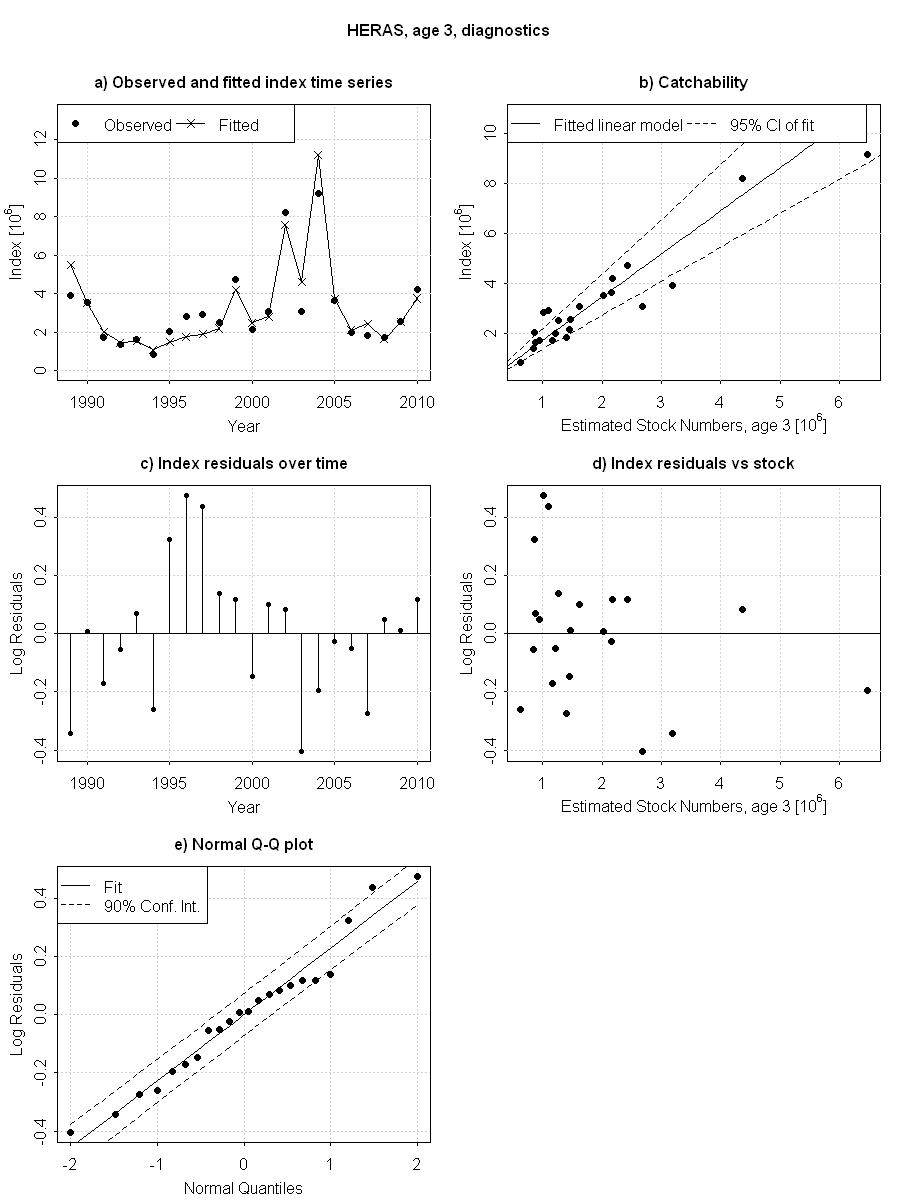 HERAS, age 3, diagnostics
a) Observed and fitted index time series
Observed Fitted
Index [10^6]
0 2 4 6 8 10 12
1990 1995 2000 2005 2010
Year
b) Catchability
Fitted linear model 95% CI of fit
Index [10^6]
2 4 6 8 10
1 2 3 4 5 6
Estimated Stock Numbers, age 3 [10^6]
c) Index residuals over time
Log Residuals
-0.4 -0.2 0.0 0.2 0.4
1990 1995 2000 2005 2010
Year
d) Index residuals vs stock
Log Residuals
-0.4 -0.2 0.0 0.2 0.4
1 2 3 4 5 6
Estimated Stock Numbers, age 3 [10^6]
e) Normal Q-Q plot
Fit
90% Conf. Int.
Log Residuals
-0.4 -0.2 0.0 0.2 0.4
-2 -1 0 1 2
Normal Quantiles